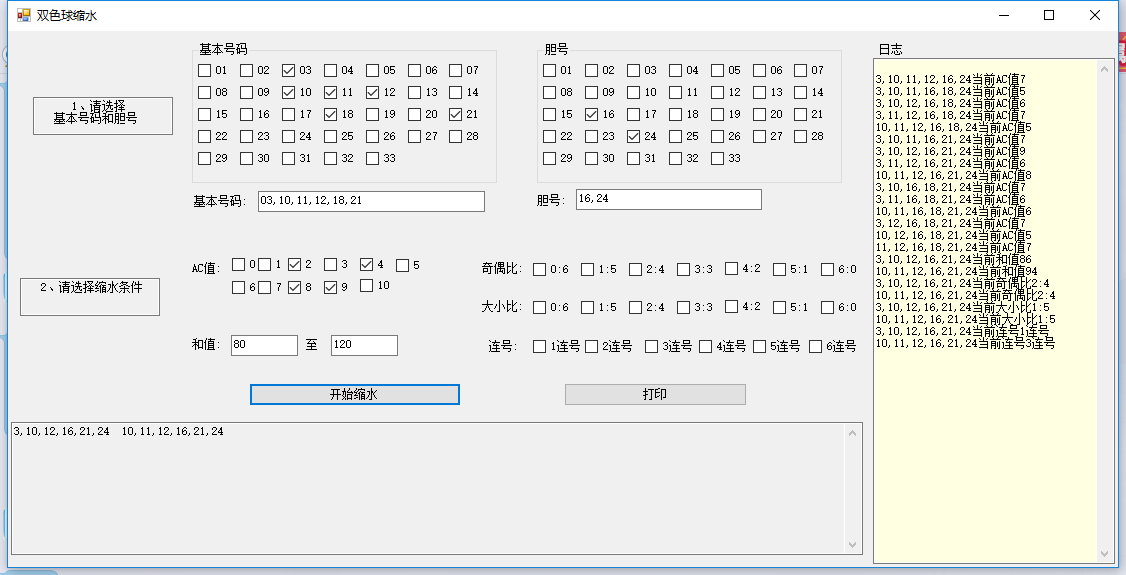 双色球缩水
基本号码
01 02 03 04 05 06 07
08 09 10 11 12 13 14
15 16 17 18 19 20 21
22 23 24 25 26 27 28
29 30 31 32 33
胆号
01 02 03 04 05 06 07
08 09 10 11 12 13 14
15 16 17 18 19 20 21
22 23 24 25 26 27 28
29 30 31 32 33
1、请选择
基本号码和胆号
基本号码: 03,10,11,12,18,21
胆号: 16,24
2、请选择缩水条件
AC值: 0 1 2 3 4 5
6 7 8 9 10
奇偶比: 0:6 1:5 2:4 3:3 4:2 5:1 6:0
大小比: 0:6 1:5 2:4 3:3 4:2 5:1 6:0
和值: 80 至 120
连号: 1连号 2连号 3连号 4连号 5连号 6连号
开始缩水
打印
3,10,12,16,21,24 10,11,12,16,21,24
日志
3,10,11,12,16,24当前AC值7
3,10,11,16,18,24当前AC值5
3,10,12,16,18,24当前AC值6
3,11,12,16,18,24当前AC值7
10,11,12,16,18,24当前AC值5
3,10,11,16,21,24当前AC值7
3,10,12,16,21,24当前AC值9
3,11,12,16,21,24当前AC值6
10,11,12,16,21,24当前AC值8
3,10,16,18,21,24当前AC值7
3,11,16,18,21,24当前AC值6
10,11,16,18,21,24当前AC值6
3,12,16,18,21,24当前AC值7
10,12,16,18,21,24当前AC值5
11,12,16,18,21,24当前AC值7
3,10,12,16,21,24当前和值86
10,11,12,16,21,24当前和值94
3,10,12,16,21,24当前奇偶比2:4
10,11,12,16,21,24当前奇偶比2:4
3,10,12,16,21,24当前大小比1:5
10,11,12,16,21,24当前大小比1:5
3,10,12,16,21,24当前连号1连号
10,11,12,16,21,24当前连号3连号